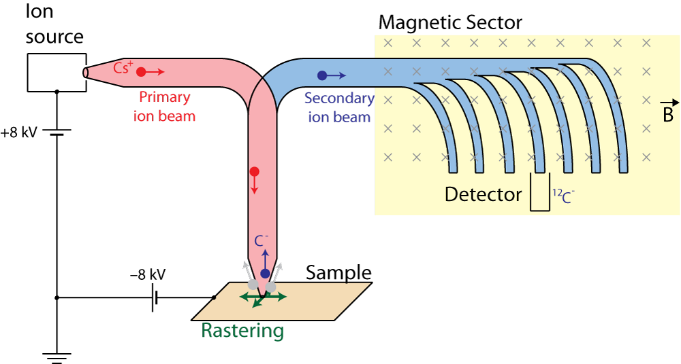 Ion
source
Magnetic Sector
Cs+
Primary
ion beam
Secondary
ion beam
B
+8 kV
Detector
12C-
C-
-8 kV
Sample
Rastering